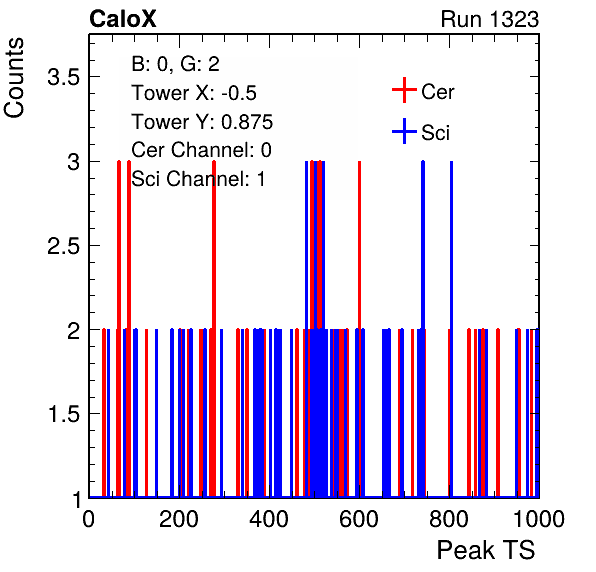 CaloX Run 1323
Counts
B: 0, G: 2
Tower X: -0.5
Tower Y: 0.875
Cer Channel: 0
Sci Channel: 1
Cer
Sci
3.5
3
2.5
2
1.5
1
0 200 400 600 800 1000
Peak TS